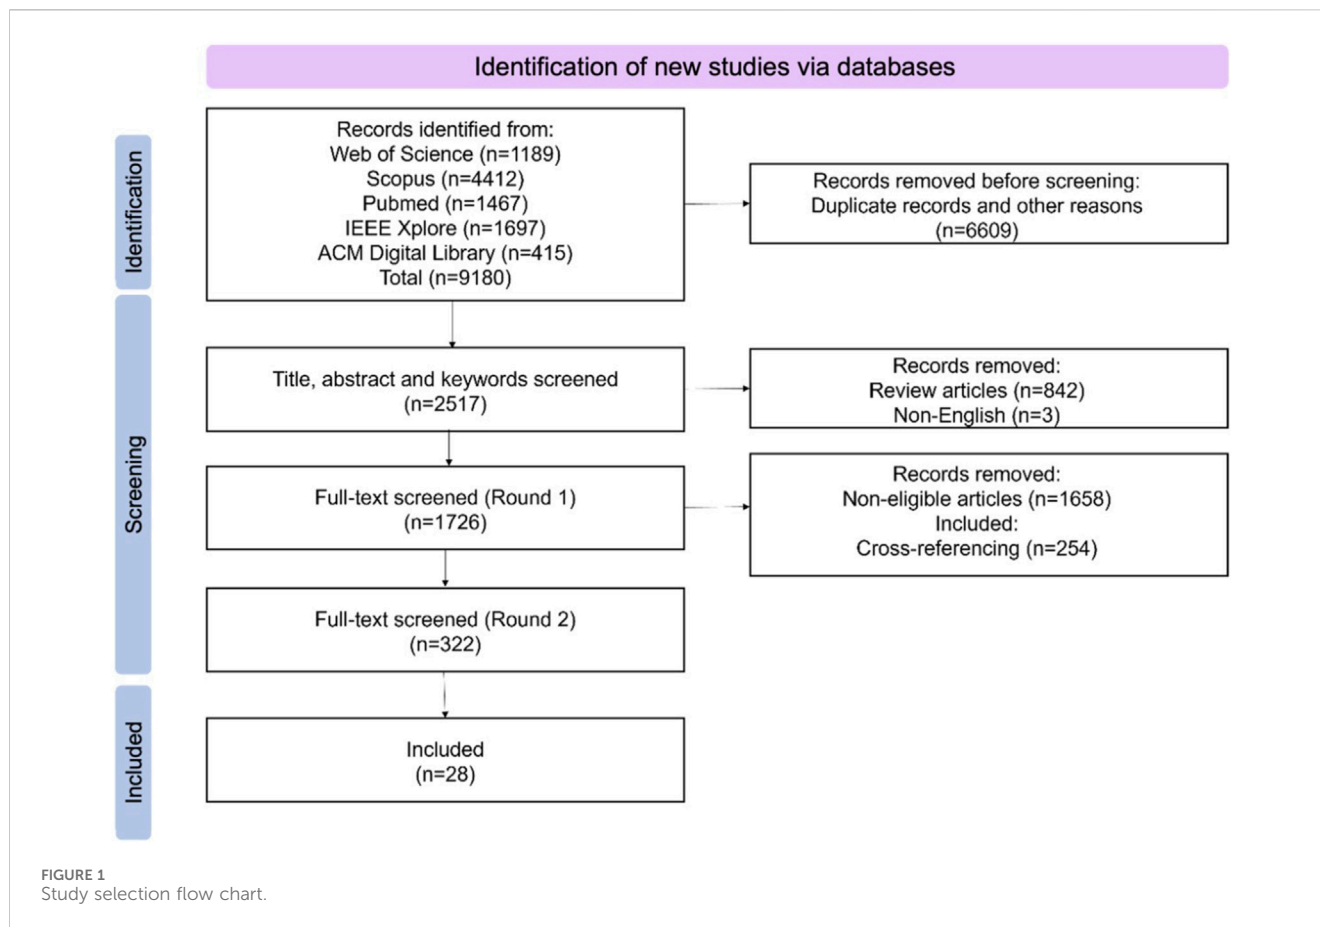 Identification of new studies via databases
Identification
Records identified from:
Web of Science (n=1189)
Scopus (n=4412)
Pubmed (n=1467)
IEEE Xplore (n=1697)
ACM Digital Library (n=415)
Total (n=9180)
Records removed before screening:
Duplicate records and other reasons
(n=6609)
Screening
Title, abstract and keywords screened
(n=2517)
Records removed:
Review articles (n=842)
Non-English (n=3)
Full-text screened (Round 1)
(n=1726)
Records removed:
Non-eligible articles (n=1658)
Included:
Cross-referencing (n=254)
Full-text screened (Round 2)
(n=322)
Included
Included
(n=28)
FIGURE 1
Study selection flow chart.